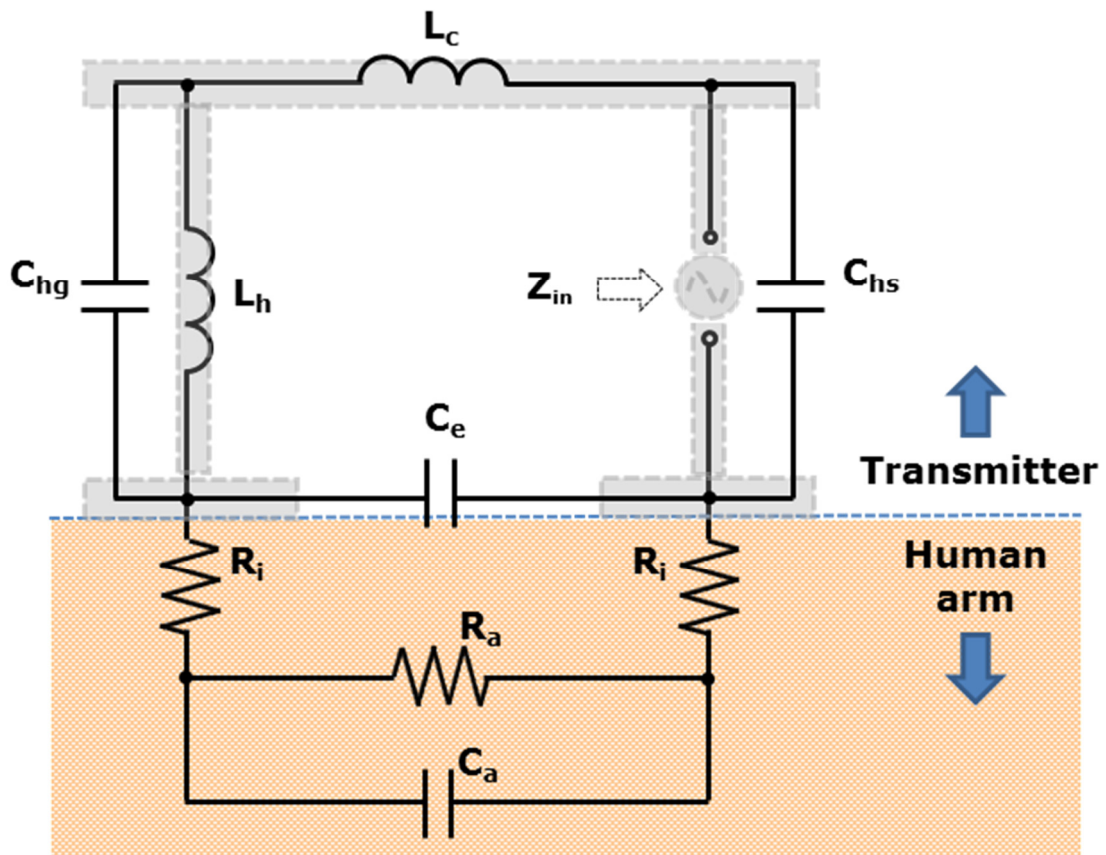 Lc
Chg
Lh
Zin
Chs
Ce
Transmitter
Ri
Ri
Human
arm
Ra
Ca